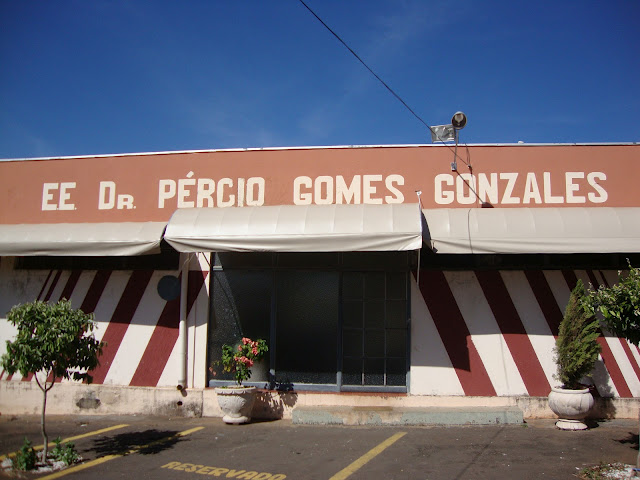 EE. DR. PÉRCIO GOMES GONZALES
RESERVADO